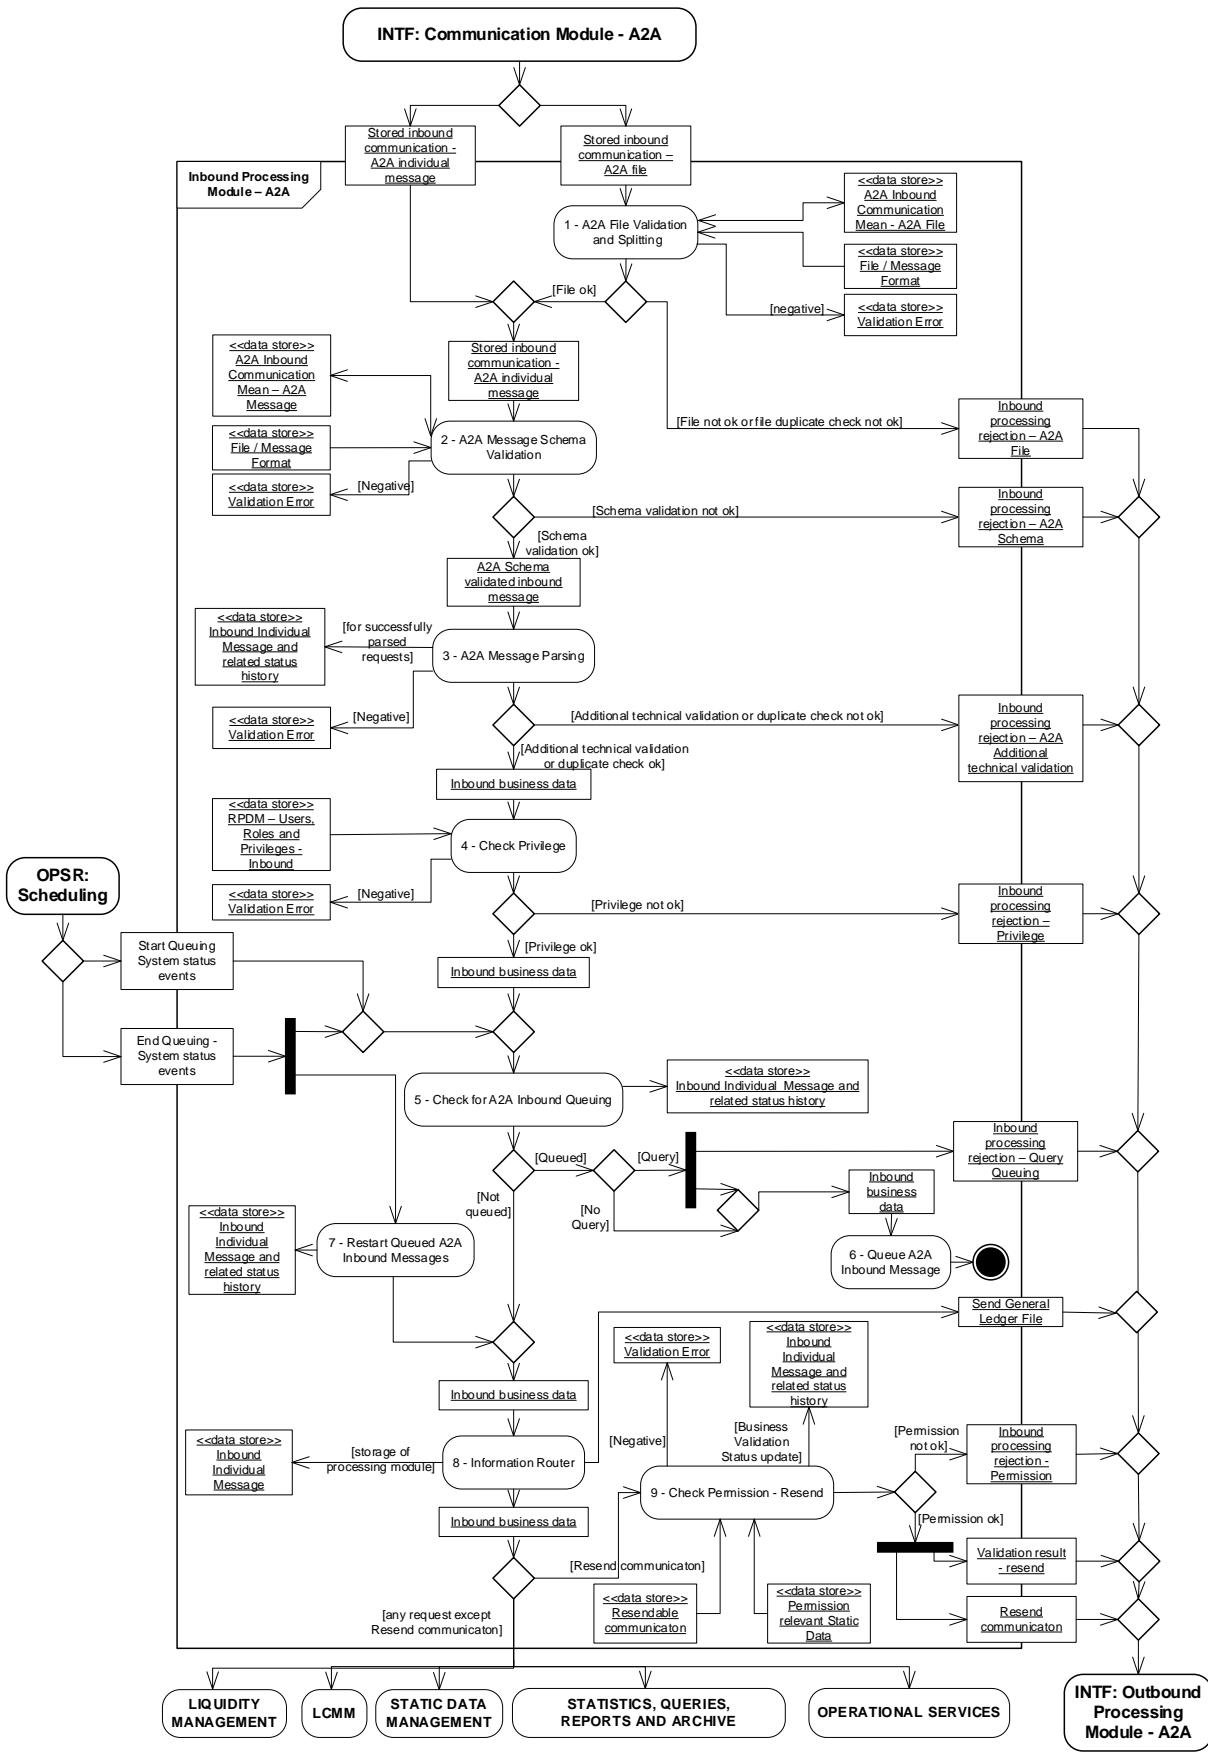 INTF: Communication Module - A2A
Stored inbound
communication -
A2A individual
message
Stored inbound
communication –
A2A file
Inbound Processing
Module – A2A
1 - A2A File Validation
and Splitting
<<data store>>
A2A Inbound
Communication
Mean - A2A File
<<data store>>
File / Message
Format
[negative]
<<data store>>
Validation Error
[File ok]
Stored inbound
communication -
A2A individual
message
<<data store>>
A2A Inbound
Communication
Mean – A2A
Message
<<data store>>
File / Message
Format
2 - A2A Message Schema
Validation
[Negative]
<<data store>>
Validation Error
[File not ok or file duplicate check not ok]
Inbound
processing
rejection – A2A
File
[Schema validation not ok]
Inbound
processing
rejection – A2A
Schema
[Schema
validation ok]
A2A Schema
validated inbound
message
<<data store>>
Inbound Individual
Message and
related status
history
[for successfully
parsed
requests]
3 - A2A Message Parsing
[Negative]
<<data store>>
Validation Error
[Additional technical validation or duplicate check not ok]
Inbound
processing
rejection – A2A
Additional
technical validation
[Additional technical validation
or duplicate check ok]
Inbound business data
<<data store>>
RPDM – Users,
Roles and
Privileges -
Inbound
4 - Check Privilege
[Negative]
<<data store>>
Validation Error
[Privilege not ok]
Inbound
processing
rejection –
Privilege
OPSR:
Scheduling
[Privilege ok]
Start Queuing
System status
events
Inbound business data
End Queuing -
System status
events
5 - Check for A2A Inbound Queuing
<<data store>>
Inbound Individual Message and
related status history
[Queued]
[Query]
Inbound
processing
rejection – Query
Queuing
[Not
queued]
[No
Query]
Inbound
business
data
<<data store>>
Inbound
Individual
Message and
related status
history
7 - Restart Queued A2A
Inbound Messages
6 - Queue A2A
Inbound Message
Send General
Ledger File
<<data store>>
Validation Error
<<data store>>
Inbound
Individual
Message and
related status
history
Inbound business data
<<data store>>
Inbound
Individual
Message
[storage of
processing module]
8 - Information Router
[Negative]
[Business
Validation
Status update]
[Permission
not ok]
Inbound
processing
rejection -
Permission
9 - Check Permission - Resend
Inbound business data
[Permission ok]
[Resend communicaton]
Validation result
- resend
<<data store>>
Resendable
communicaton
<<data store>>
Permission
relevant Static
Data
Resend
communicaton
[any request except
Resend communicaton]
LIQUIDITY
MANAGEMENT
LCMM
STATIC DATA
MANAGEMENT
STATISTICS, QUERIES,
REPORTS AND ARCHIVE
OPERATIONAL SERVICES
INTF: Outbound
Processing
Module - A2A